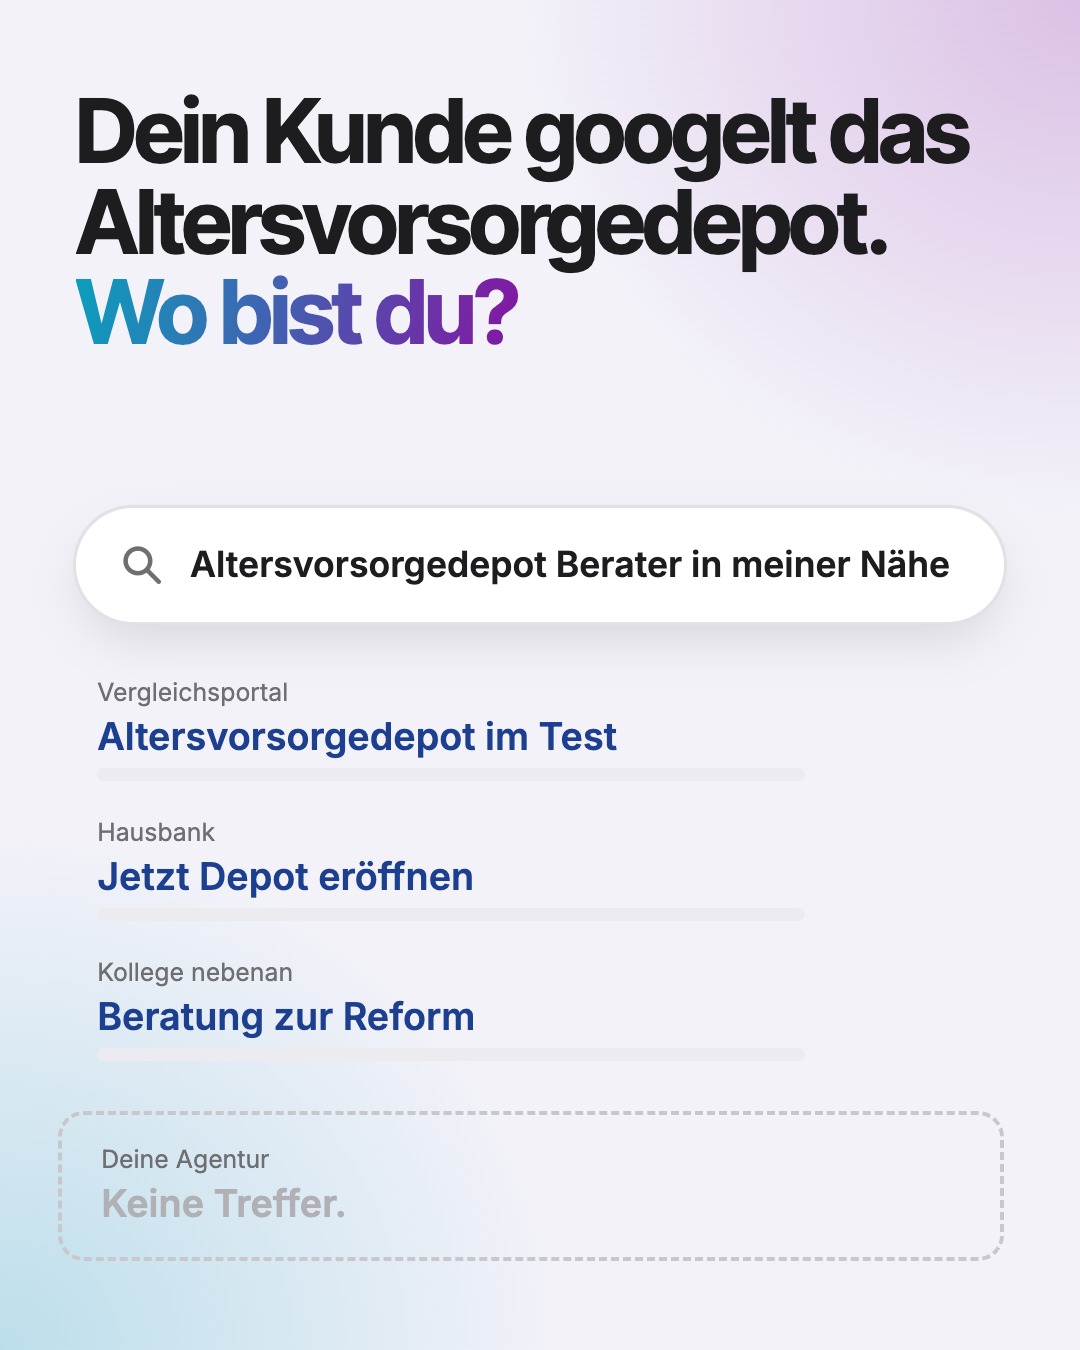 Dein Kunde googelt das
Altersvorsorgedepot.
Wo bist du?
Altersvorsorgedepot Berater in meiner Nähe
Vergleichsportal
Altersvorsorgedepot im Test
Hausbank
Jetzt Depot eröffnen
Kollege nebenan
Beratung zur Reform
Deine Agentur
Keine Treffer.